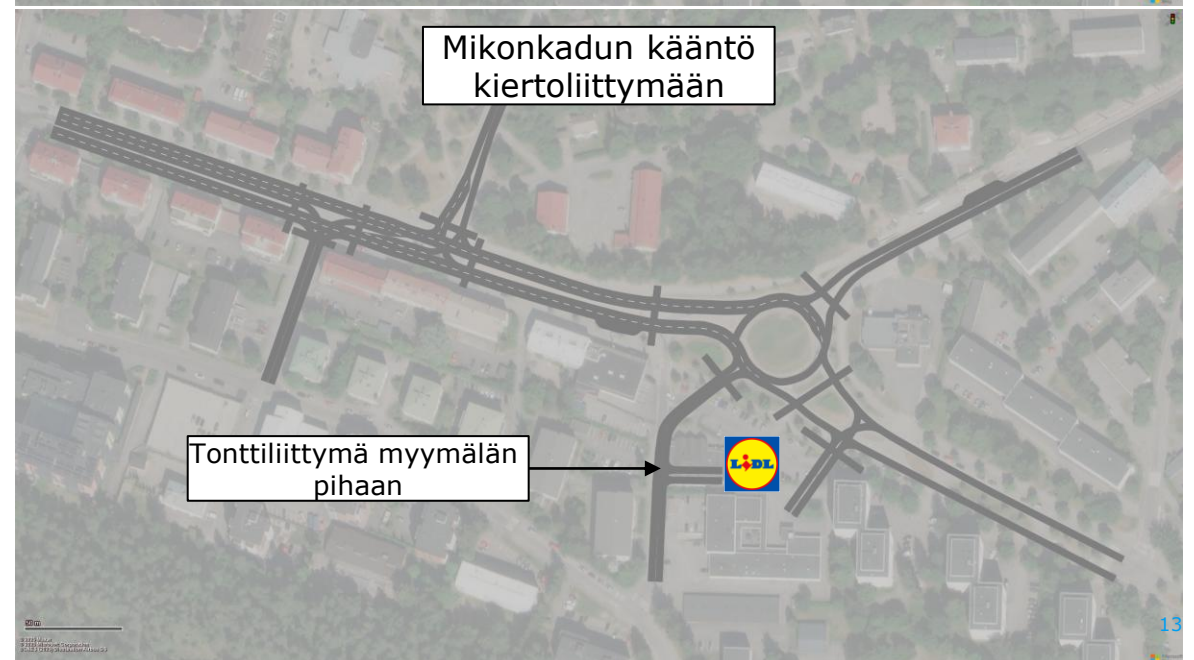 Mikonkadun kääntö
kiertoliittymään
Tonttiliittymä myymälän
pihaan
LiDL
50 m
13